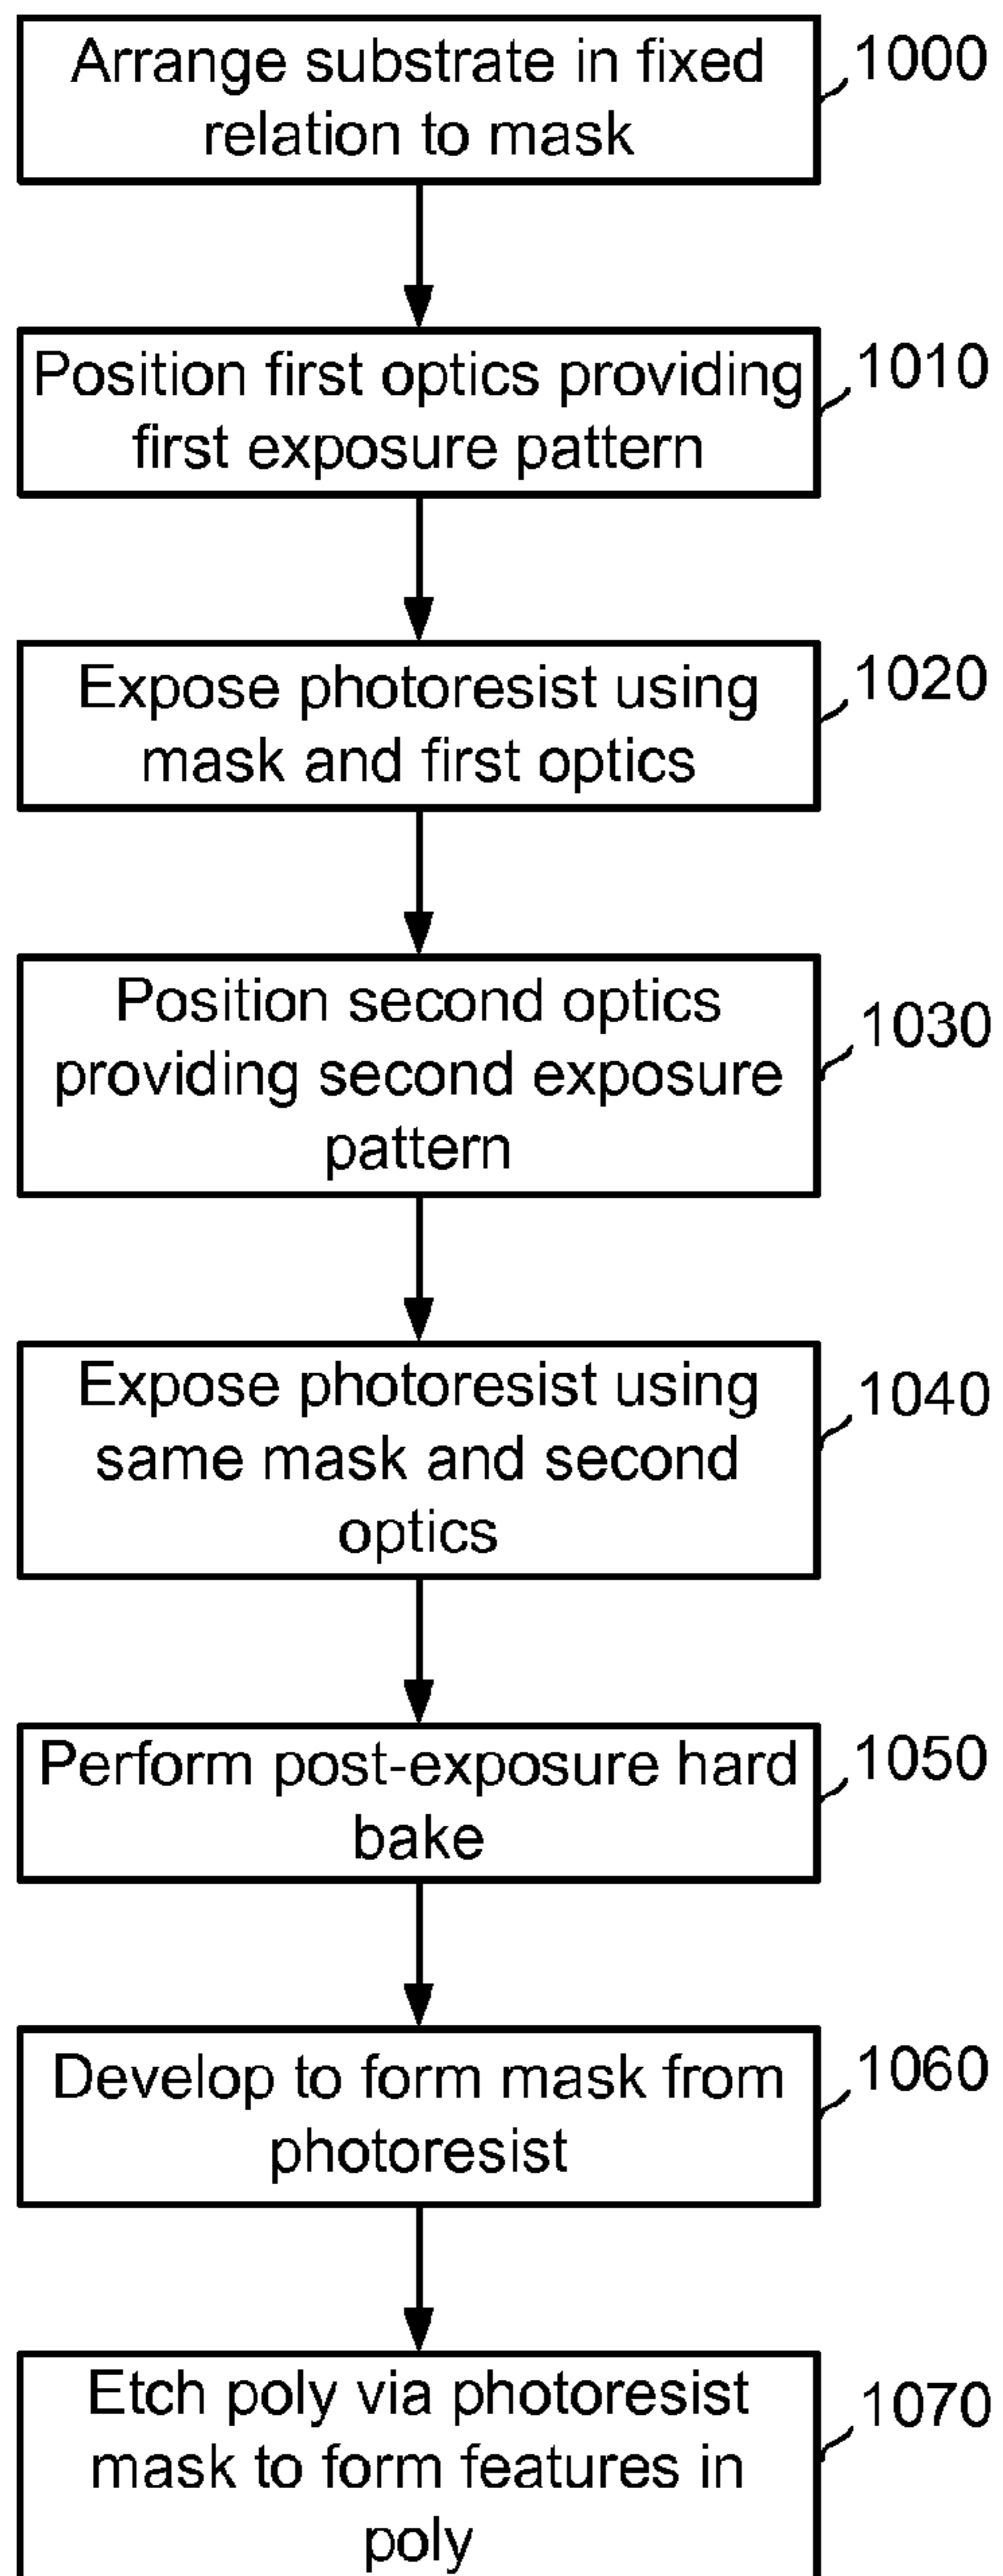 Arrange substrate in fixed
relation to mask
1000
Position first optics providing
first exposure pattern
1010
Expose photoresist using
mask and first optics
1020
Position second optics
providing second exposure
pattern
1030
Expose photoresist using
same mask and second
optics
1040
Perform post-exposure hard
bake
1050
Develop to form mask from
photoresist
1060
Etch poly via photoresist
mask to form features in
poly
1070